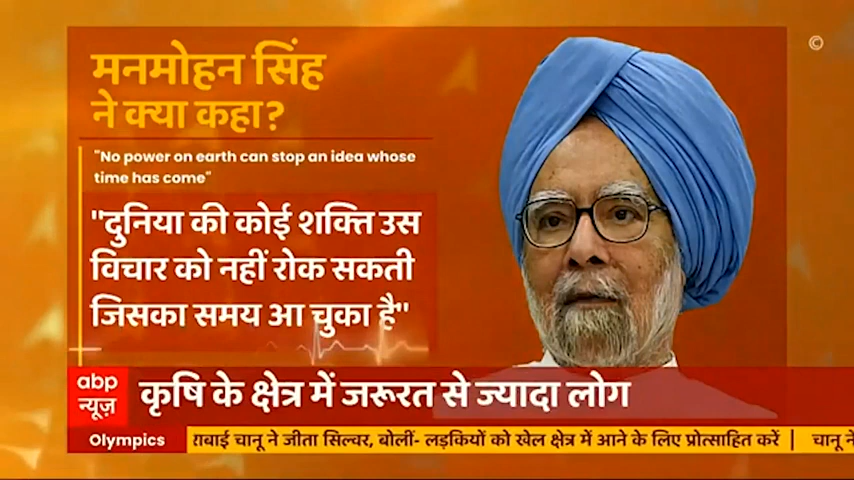 ©
मनमोहन सिंह
ने क्या कहा?
"No power on earth can stop an idea whose
time has come"
"दुनिया की कोई शक्ति उस
विचार को नहीं रोक सकती
जिसका समय आ चुका है"
abp
न्यूज़
कृषि के क्षेत्र में जरूरत से ज्यादा लोग
Olympics
राबाई चानू ने जीता सिल्वर, बोलीं- लड़कियों को खेल क्षेत्र में आने के लिए प्रोत्साहित करें | चानू ने